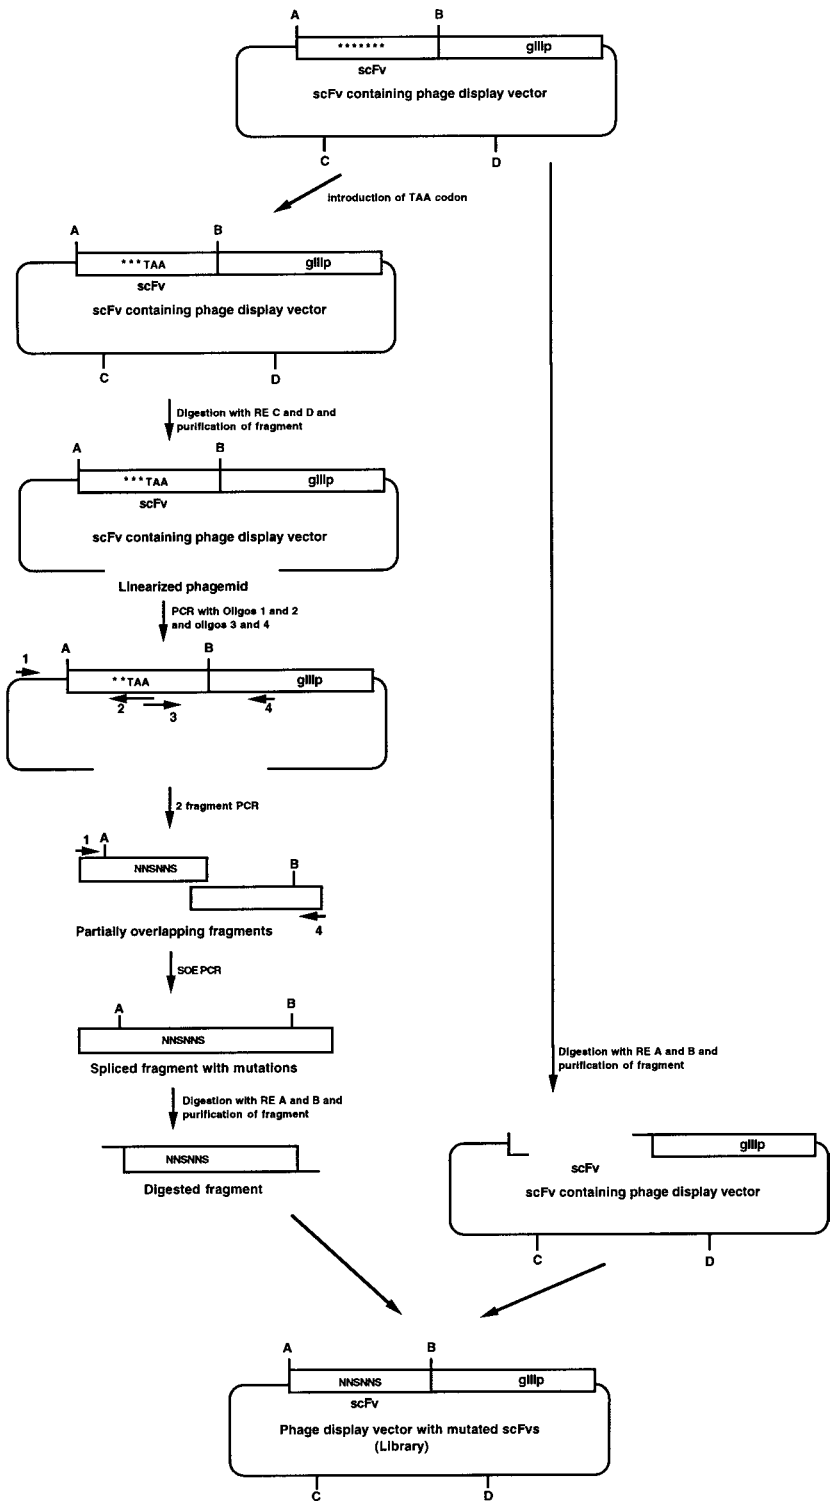 A B
******* gIIIp
scFv
scFv containing phage display vector
C D
introduction of TAA codon
A B
***TAA gIIIp
scFv
scFv containing phage display vector
C D
Digestion with RE C and D and
purification of fragment
A B
***TAA gIIIp
scFv
scFv containing phage display vector
Linearized phagemid
PCR with Oligos 1 and 2
and oligos 3 and 4
1 A B
**TAA gIIIp
2 3 4
2 fragment PCR
1 A
NNSNNS
B
4
Partially overlapping fragments
SOE PCR
A B
NNSNNS
Spliced fragment with mutations
Digestion with RE A and B and
purification of fragment
NNSNNS
Digested fragment
Digestion with RE A and B and
purification of fragment
gIIIp
scFv
scFv containing phage display vector
C D
A B
NNSNNS gIIIp
scFv
Phage display vector with mutated scFvs
(Library)
C D